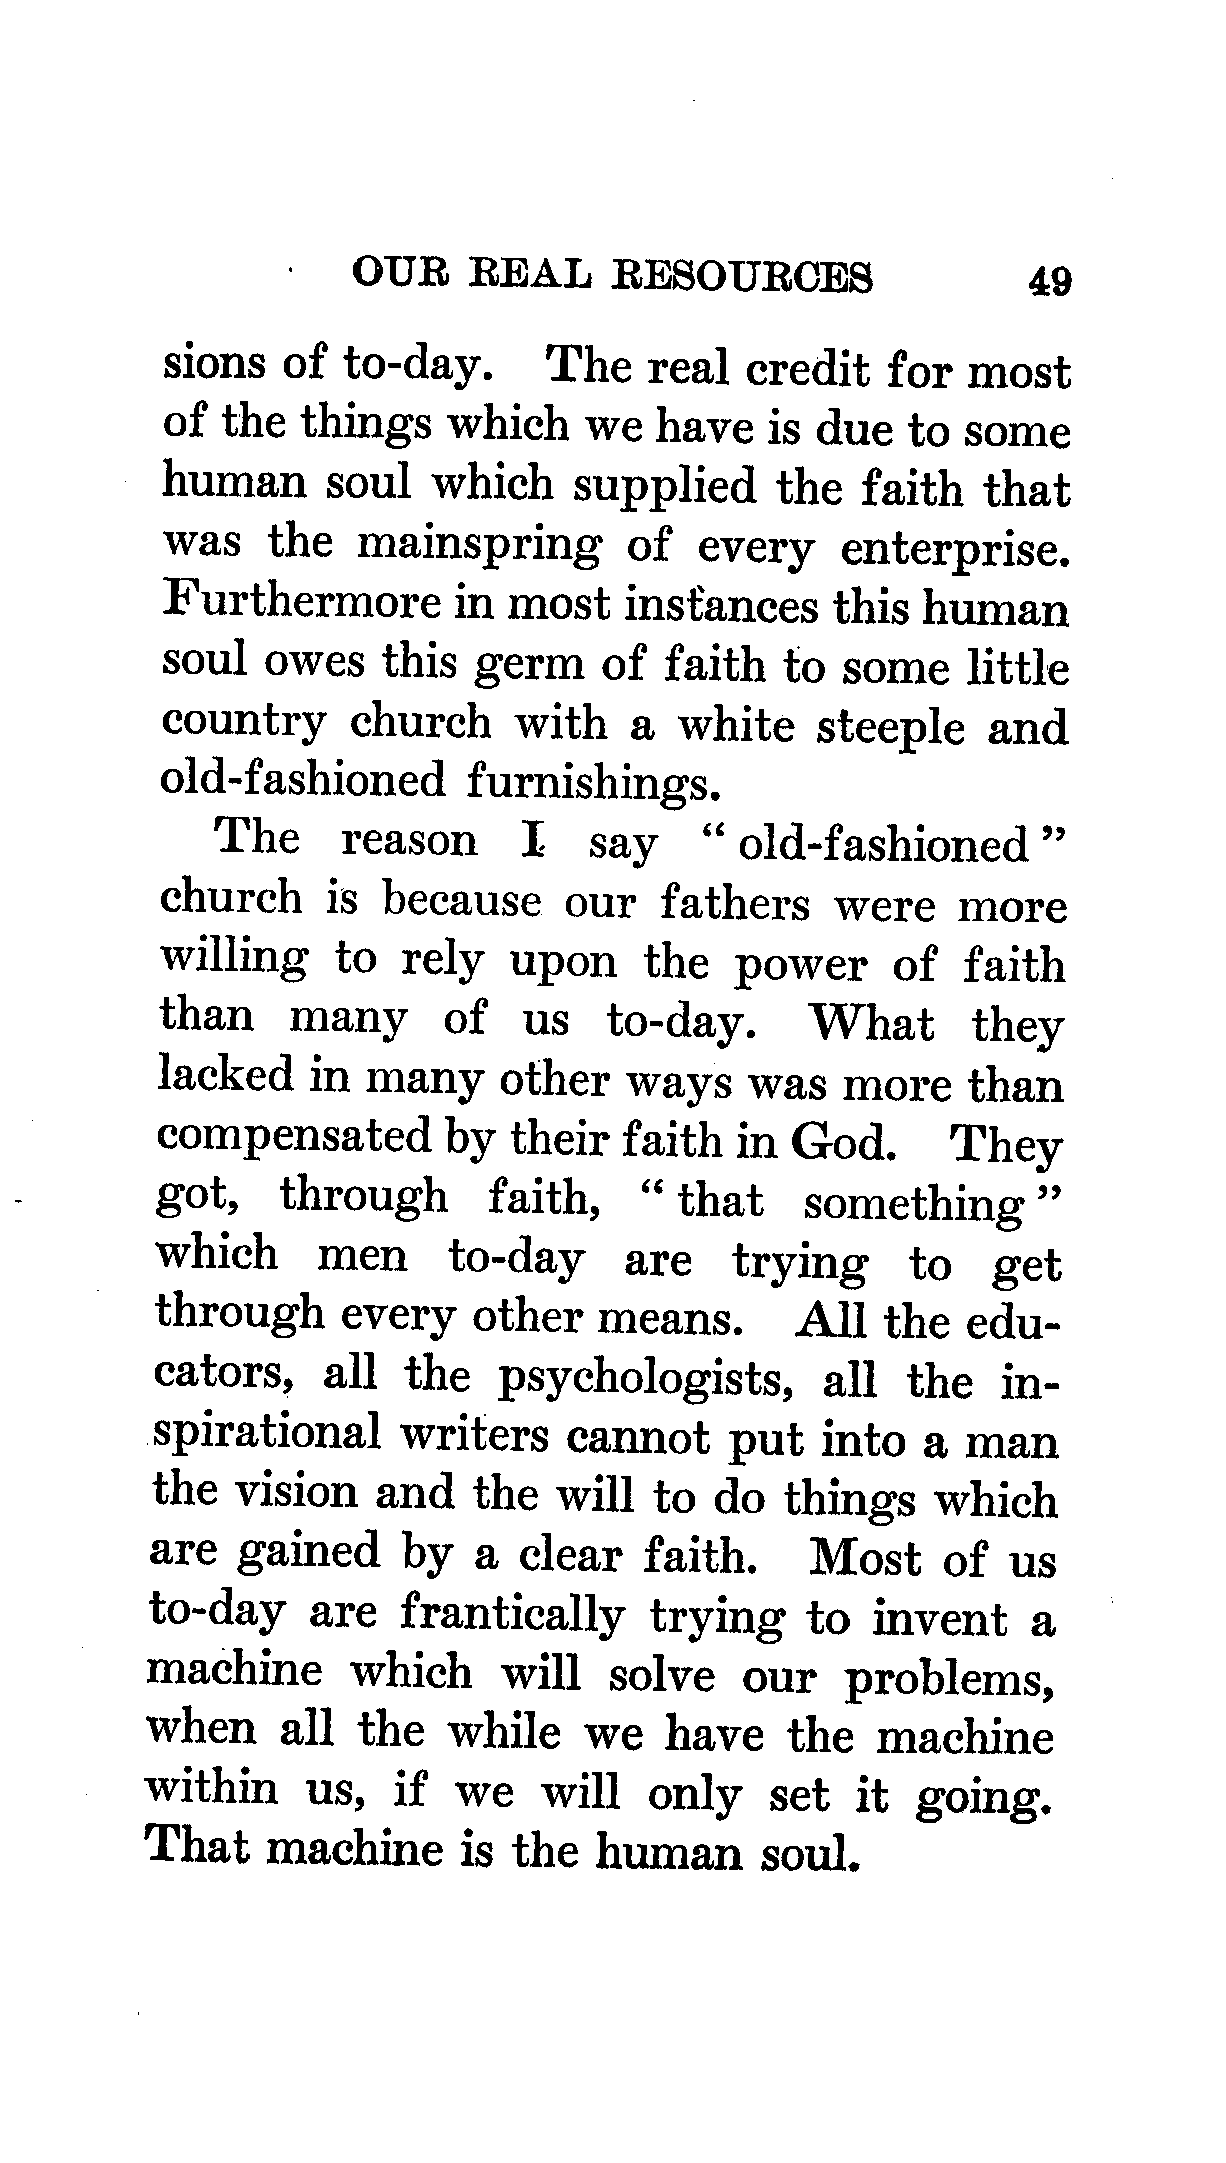 OUR REAL RESOURCES 49
sions of to-day. The real credit for most
of the things which we have is due to some
human soul which supplied the faith that
was the mainspring of every enterprise.
Furthermore in most instances this human
soul owes this germ of faith to some little
country church with a white steeple and
old-fashioned furnishings.
The reason I say “ old-fashioned ”
church is because our fathers were more
willing to rely upon the power of faith
than many of us to-day. What they
lacked in many other ways was more than
compensated by their faith in God. They
got, through faith, “ that something ”
which men to-day are trying to get
through every other means. All the edu-
cators, all the psychologists, all the in-
spirational writers cannot put into a man
the vision and the will to do things which
are gained by a clear faith. Most of us
to-day are frantically trying to invent a
machine which will solve our problems,
when all the while we have the machine
within us, if we will only set it going.
That machine is the human soul.